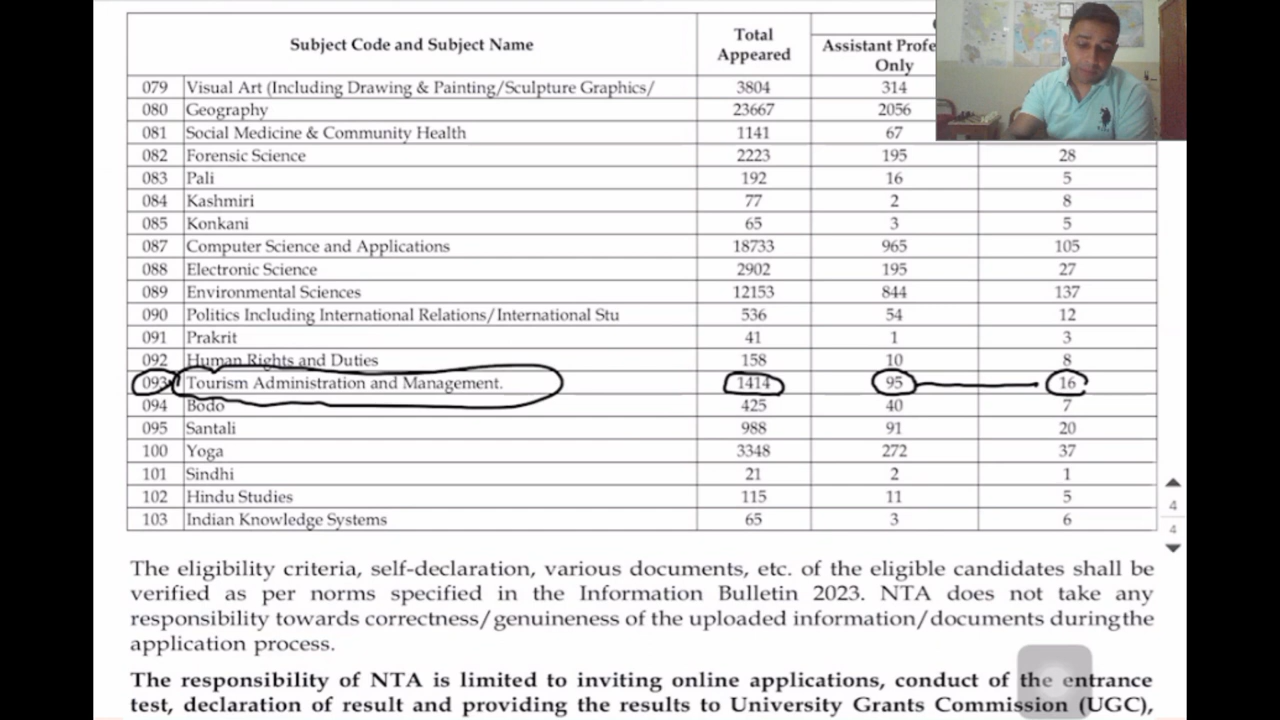 Subject Code and Subject Name Total Appeared Assistant Profe Only
079 Visual Art (Including Drawing & Painting/Sculpture Graphics/ 3804 314
080 Geography 23667 2056
081 Social Medicine & Community Health 1141 67
082 Forensic Science 2223 195 28
083 Pali 192 16 5
084 Kashmiri 77 2 8
085 Konkani 65 3 5
087 Computer Science and Applications 18733 965 105
088 Electronic Science 2902 195 27
089 Environmental Sciences 12153 844 137
090 Politics Including International Relations/International Stu 536 54 12
091 Prakrit 41 1 3
092 Human Rights and Duties 158 10 8
093 Tourism Administration and Management. 1414 95 16
094 Bodo 425 40 7
095 Santali 988 91 20
100 Yoga 3348 272 37
101 Sindhi 21 2 1
102 Hindu Studies 115 11 5
103 Indian Knowledge Systems 65 3 6
4
4
The eligibility criteria, self-declaration, various documents, etc. of the eligible candidates shall be
verified as per norms specified in the Information Bulletin 2023. NTA does not take any
responsibility towards correctness/genuineness of the uploaded information/documents duringthe
application process.
The responsibility of NTA is limited to inviting online applications, conduct of the entrance
test, declaration of result and providing the results to University Grants Commission (UGC),